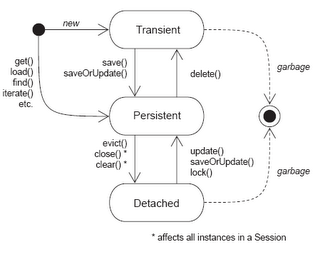 new
Transient
get()
load()
find()
iterate()
etc.
save()
saveOrUpdate()
delete()
garbage
Persistent
evict()
close() *
clear() *
update()
saveOrUpdate()
lock()
garbage
Detached
* affects all instances in a Session